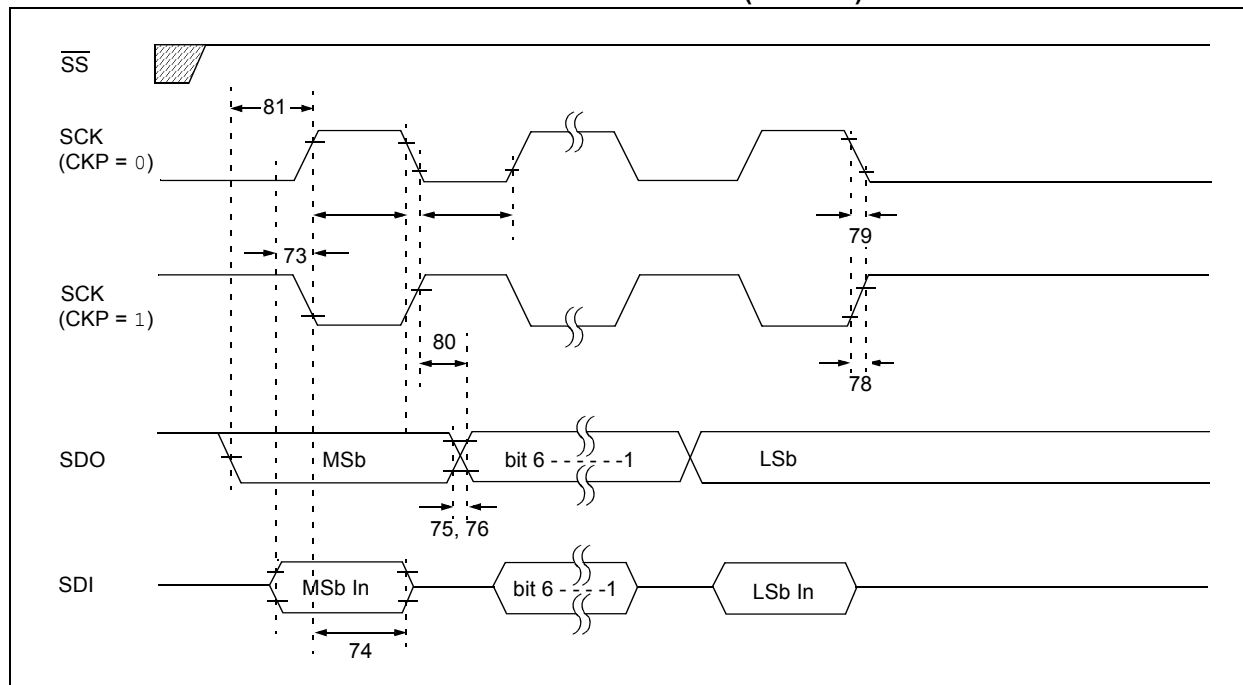 SS
81
SCK
(CKP = 0)
79
73
SCK
(CKP = 1)
80
78
SDO
MSb
bit 6 - - - - - -1
LSb
75, 76
SDI
MSb In
bit 6 - - - -1
LSb In
74